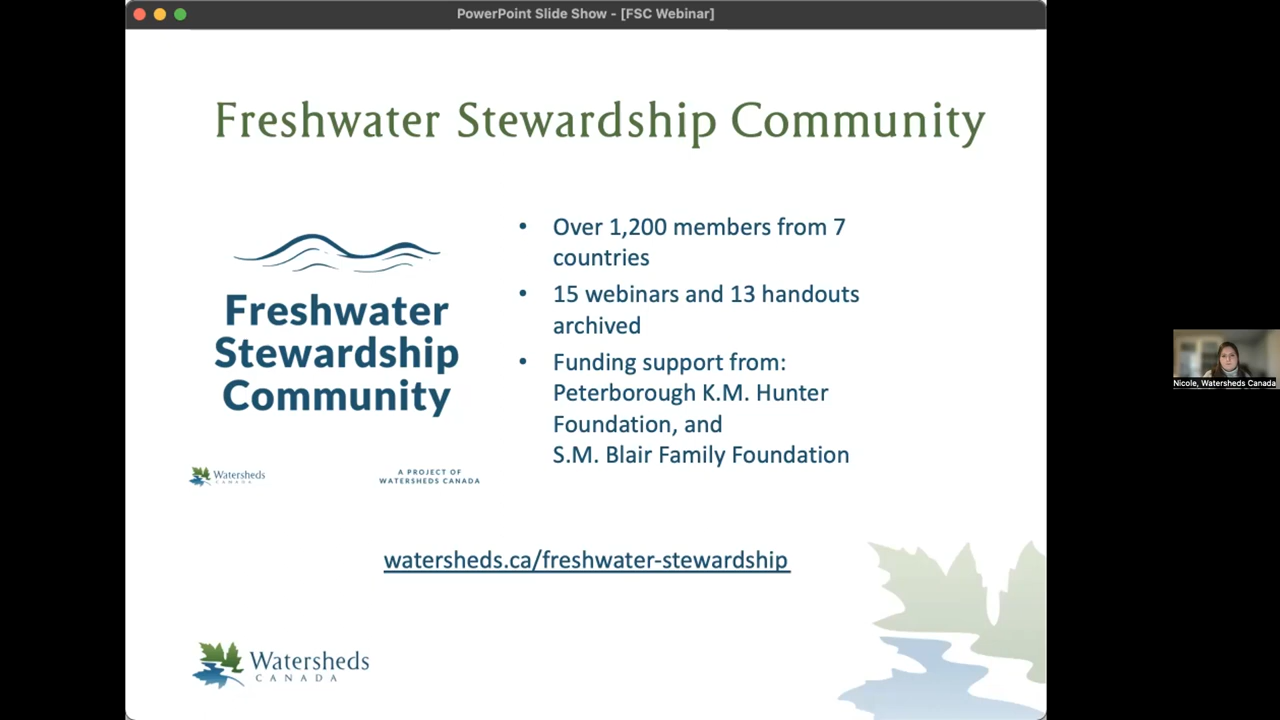 PowerPoint Slide Show - [FSC Webinar]
Freshwater Stewardship Community
Freshwater
Stewardship
Community
Watersheds
CANADA
A PROJECT OF
WATERSHEDS CANADA
• Over 1,200 members from 7
countries
• 15 webinars and 13 handouts
archived
• Funding support from:
Peterborough K.M. Hunter
Foundation, and
S.M. Blair Family Foundation
watersheds.ca/freshwater-stewardship
Watersheds
CANADA
Nicole, Watersheds Canada